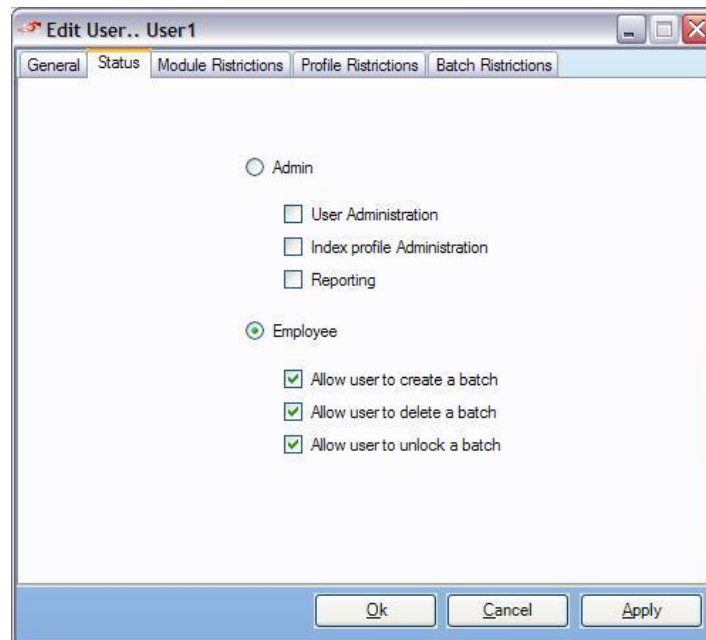 Edit User.. User1
General Status Module Ristrictions Profile Ristrictions Batch Ristrictions
Admin
User Administration
Index profile Administration
Reporting
Employee
Allow user to create a batch
Allow user to delete a batch
Allow user to unlock a batch
Ok Cancel Apply